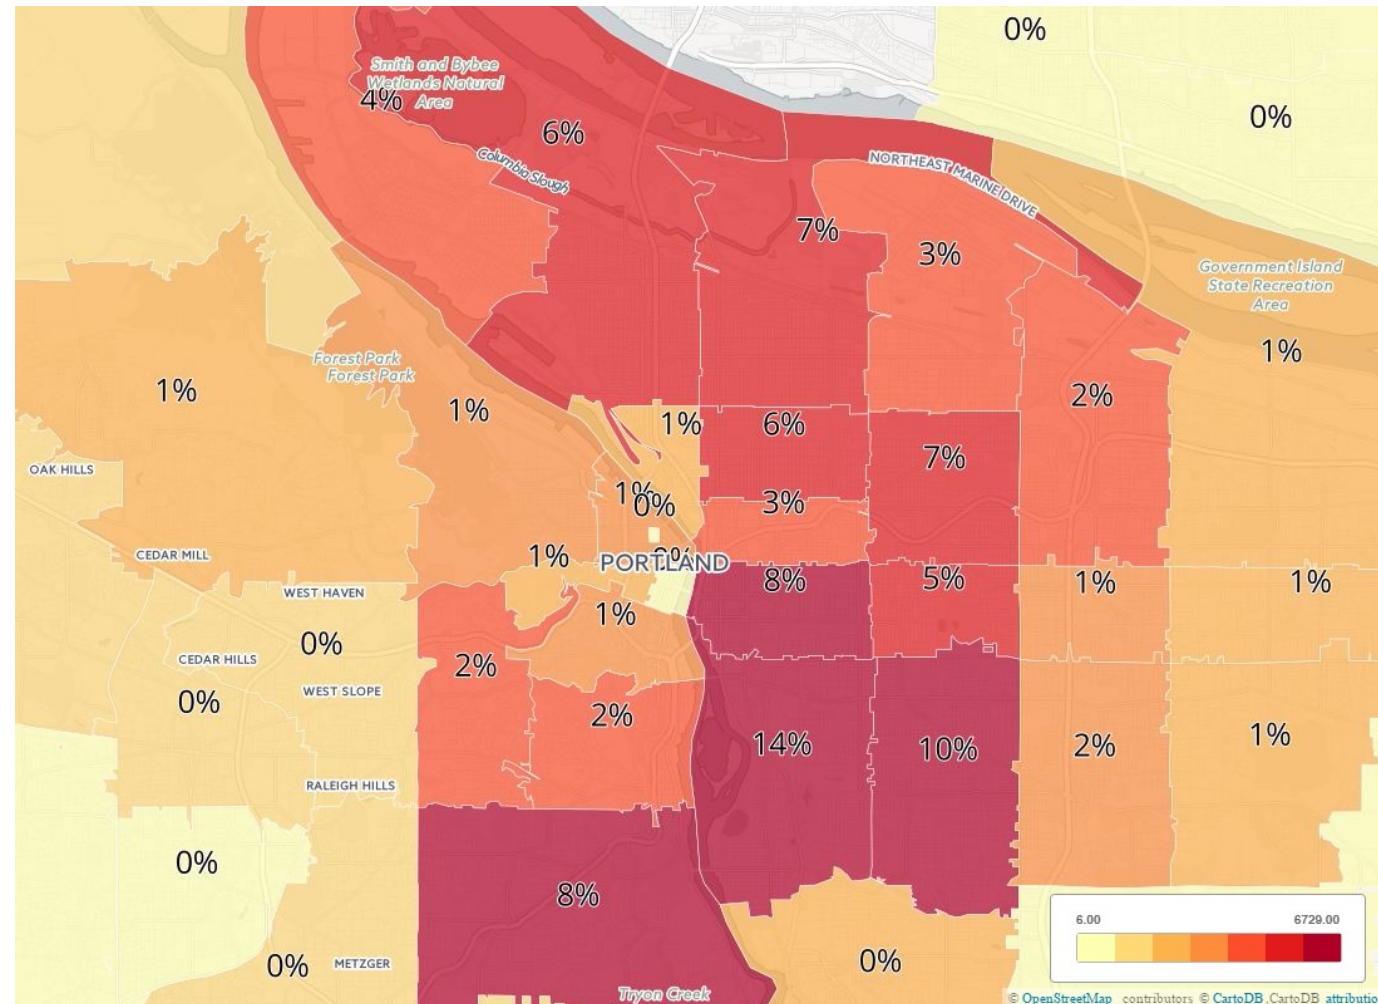 0%
0%
Smith and Bybee
Wetlands Natural
Area
4%
6%
Columbia Slough
NORTHEAST MARINE DRIVE
7%
3%
Government Island
State Recreation
Area
1%
Forest Park
Forest Park
1%
1%
2%
1%
6%
7%
OAK HILLS
1%
0%
3%
CEDAR MILL
1%
PORTLAND
8%
5%
1%
1%
WEST HAVEN
1%
0%
CEDAR HILLS
2%
WEST SLOPE
0%
2%
14%
10%
2%
1%
RALEIGH HILLS
0%
8%
6.00
6729.00
0%
METZGER
0%
Tryon Creek
© OpenStreetMap contributors © CartoDB ,CartoDB attributio